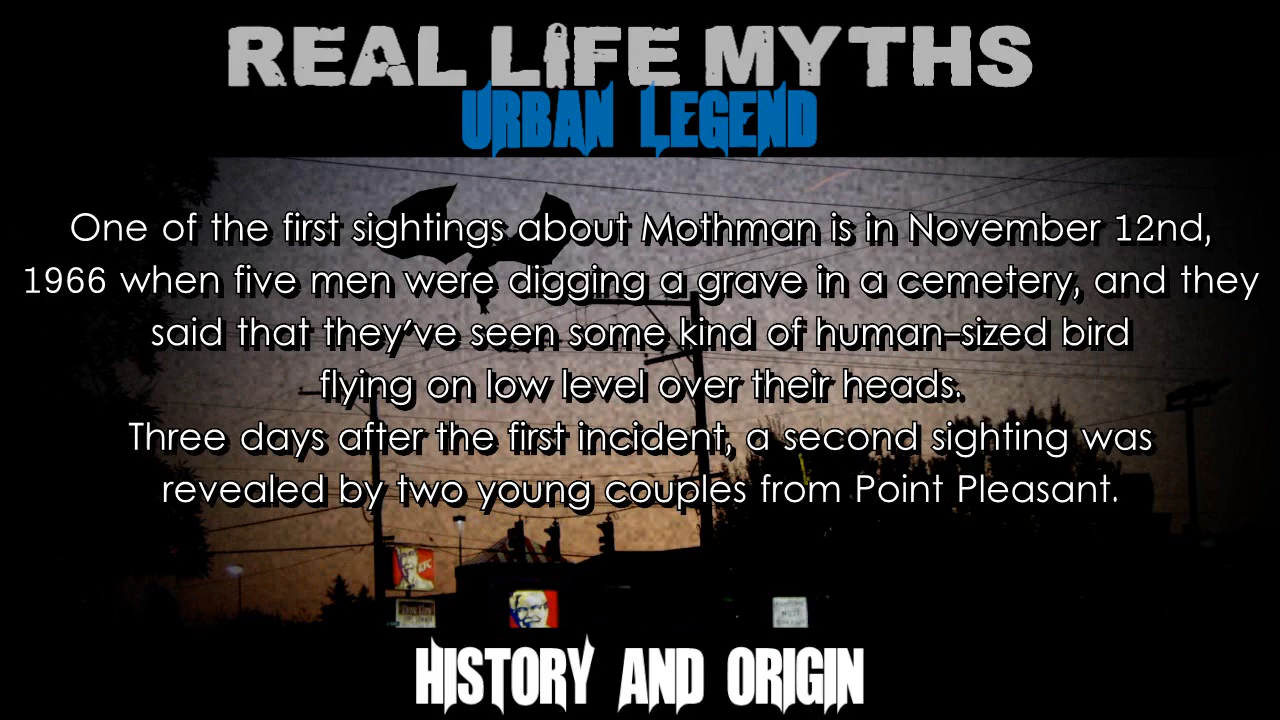 REAL LIFE MYTHS
URBAN LEGEND
One of the first sightings about Mothman is in November 12nd,
1966 when five men were digging a grave in a cemetery, and they
said that they've seen some kind of human-sized bird
flying on low level over their heads.
Three days after the first incident, a second sighting was
revealed by two young couples from Point Pleasant.
KFC
HISTORY AND ORIGIN